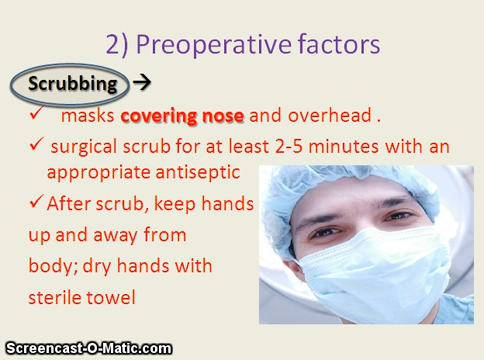 2) Preoperative factors
Scrubbing →
✓ masks covering nose and overhead .
✓ surgical scrub for at least 2-5 minutes with an
appropriate antiseptic
✓ After scrub, keep hands
up and away from
body; dry hands with
sterile towel
Screencast-O-Matic.com